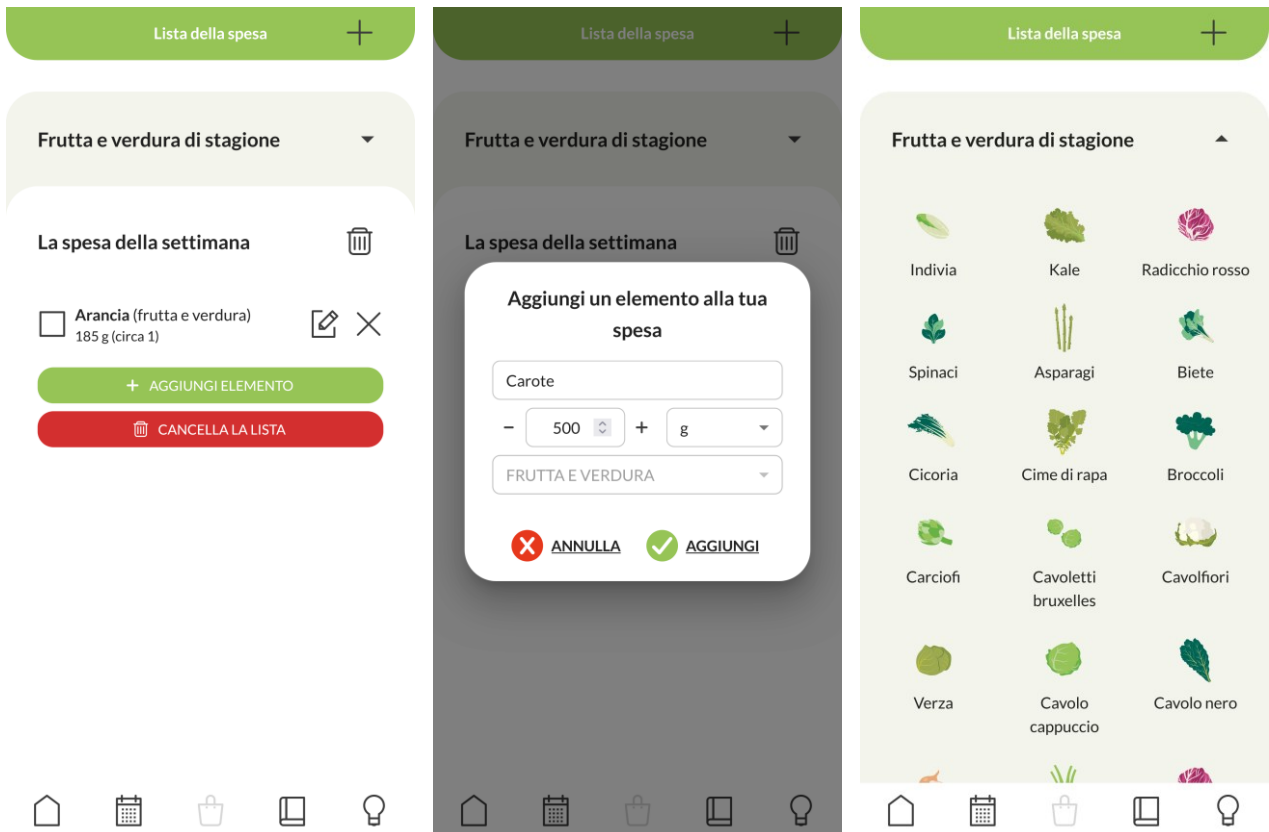 Lista della spesa
Frutta e verdura di stagione
La spesa della settimana
Arancia (frutta e verdura)
185 g (circa 1)
+ AGGIUNGI ELEMENTO
CANCELLA LA LISTA
Lista della spesa
Frutta e verdura di stagione
La spesa della settimana
Aggiungi un elemento alla tua
spesa
Carote
- 500 + g
FRUTTA E VERDURA
ANNULLA AGGIUNGI
Lista della spesa
Frutta e verdura di stagione
Indivia Kale Radicchio rosso
Spinaci Asparagi Biete
Cicoria Cime di rapa Broccoli
Carciofi Cavoletti Cavolfiori
bruxelles
Verza Cavolo Cavolo nero
cappuccio